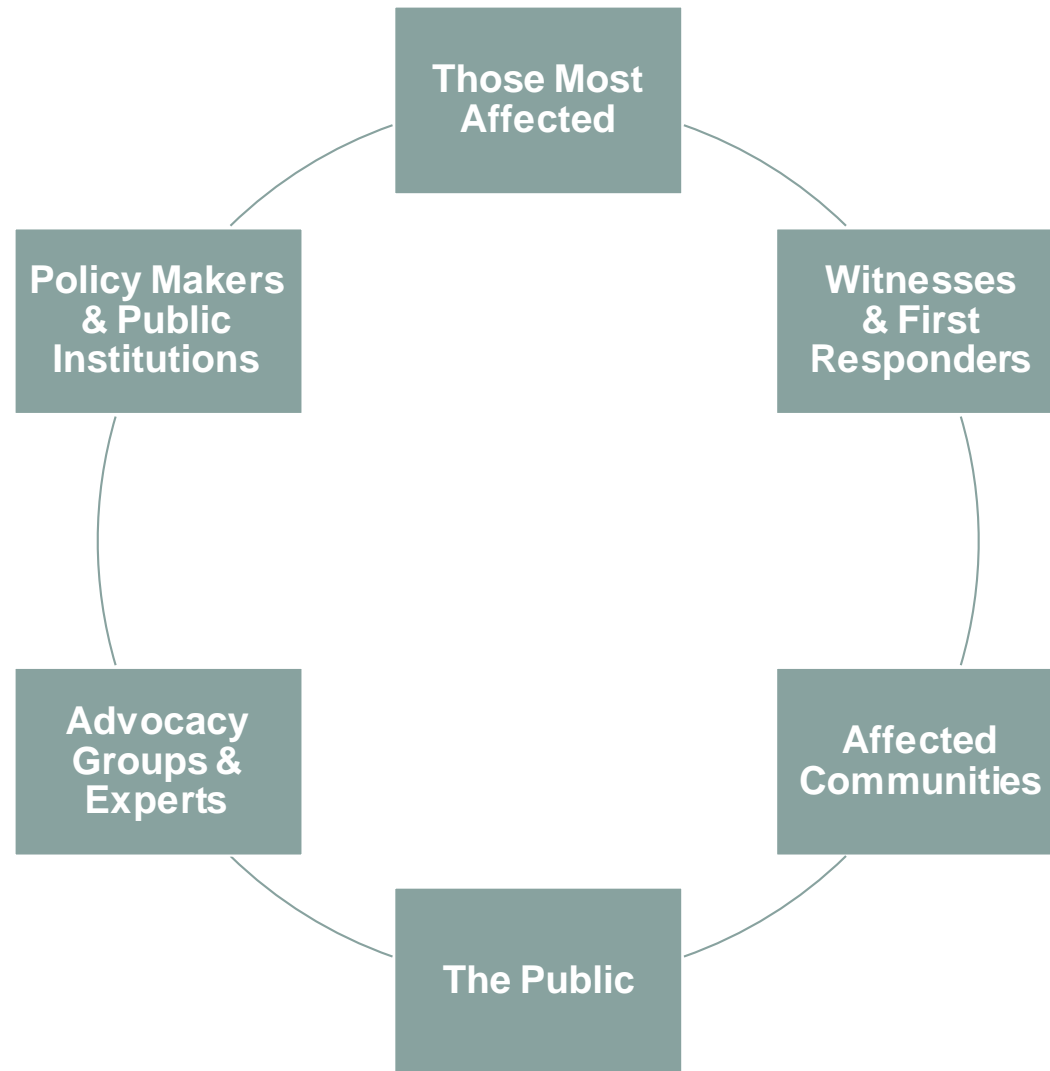 Those Most
Affected
Witnesses
& First
Responders
Affected
Communities
The Public
Advocacy
Groups &
Experts
Policy Makers
& Public
Institutions